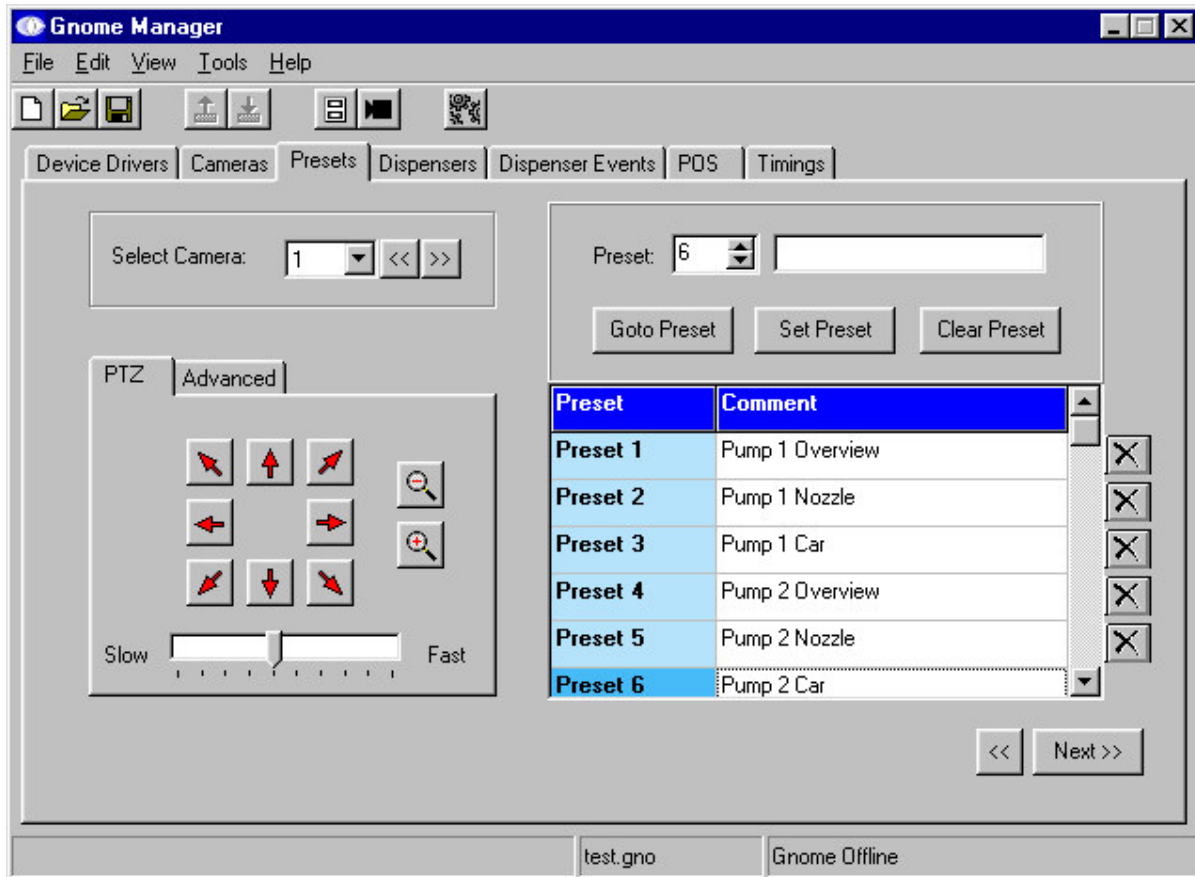 Gnome Manager
File Edit View Tools Help
Device Drivers Cameras Presets Dispensers Dispenser Events POS Timings
Select Camera: 1 << >>
Preset: 6
Goto Preset Set Preset Clear Preset
PTZ Advanced
Slow Fast
Preset Comment
Preset 1 Pump 1 Overview
Preset 2 Pump 1 Nozzle
Preset 3 Pump 1 Car
Preset 4 Pump 2 Overview
Preset 5 Pump 2 Nozzle
Preset 6 Pump 2 Car
<< Next >>
test.gno Gnome Offline